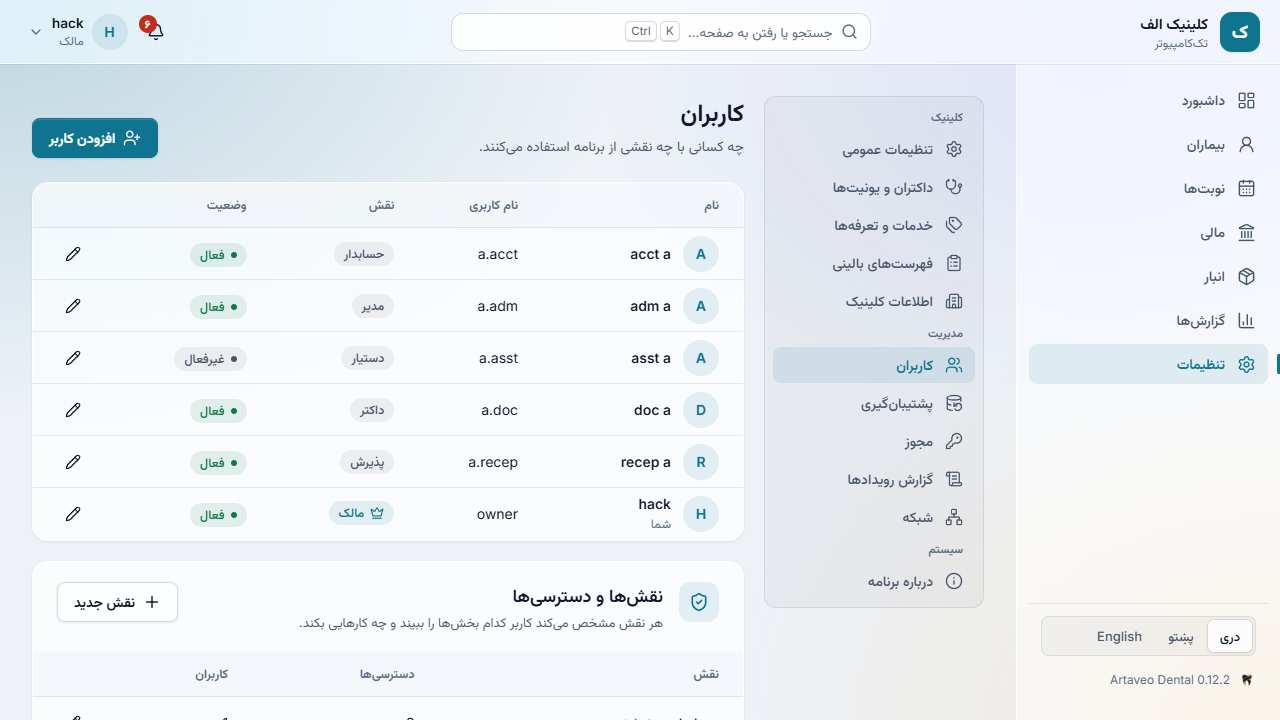 کلینیک الف
تک‌کامپیوتر
جستجو یا رفتن به صفحه...
Ctrl K
۶
H
hack
مالک
داشبورد
بیماران
نوبت‌ها
مالی
انبار
گزارش‌ها
تنظیمات
دری
پښتو
English
Artaveo Dental 0.12.2
کلینیک
تنظیمات عمومی
داکتران و یونیت‌ها
خدمات و تعرفه‌ها
فهرست‌های بالینی
اطلاعات کلینیک
مدیریت
کاربران
پشتیبان‌گیری
مجوز
گزارش رویدادها
شبکه
سیستم
درباره برنامه
کاربران
چه کسانی با چه نقشی از برنامه استفاده می‌کنند.
افزودن کاربر
نام نام کاربری نقش وضعیت
A acct a a.acct حسابدار فعال
A adm a a.adm مدیر فعال
A asst a a.asst دستیار غیرفعال
D doc a a.doc داکتر فعال
R recep a a.recep پذیرش فعال
H hack owner مالک فعال
شما
نقش‌ها و دسترسی‌ها
هر نقش مشخص می‌کند کاربر کدام بخش‌ها را ببیند و چه کارهایی بکند.
نقش جدید
نقش دسترسی‌ها کاربران